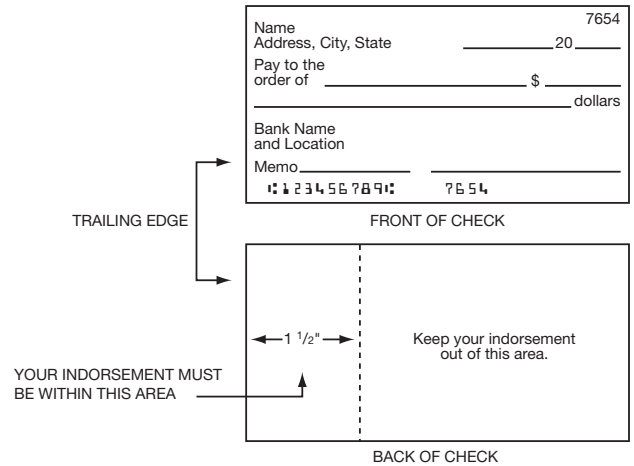 7654
Name
Address, City, State 20
Pay to the
order of $
dollars
Bank Name
and Location
Memo
⑆123456789⑆ 7654
TRAILING EDGE
FRONT OF CHECK
1 1/2"
Keep your indorsement
out of this area.
YOUR INDORSEMENT MUST
BE WITHIN THIS AREA
BACK OF CHECK